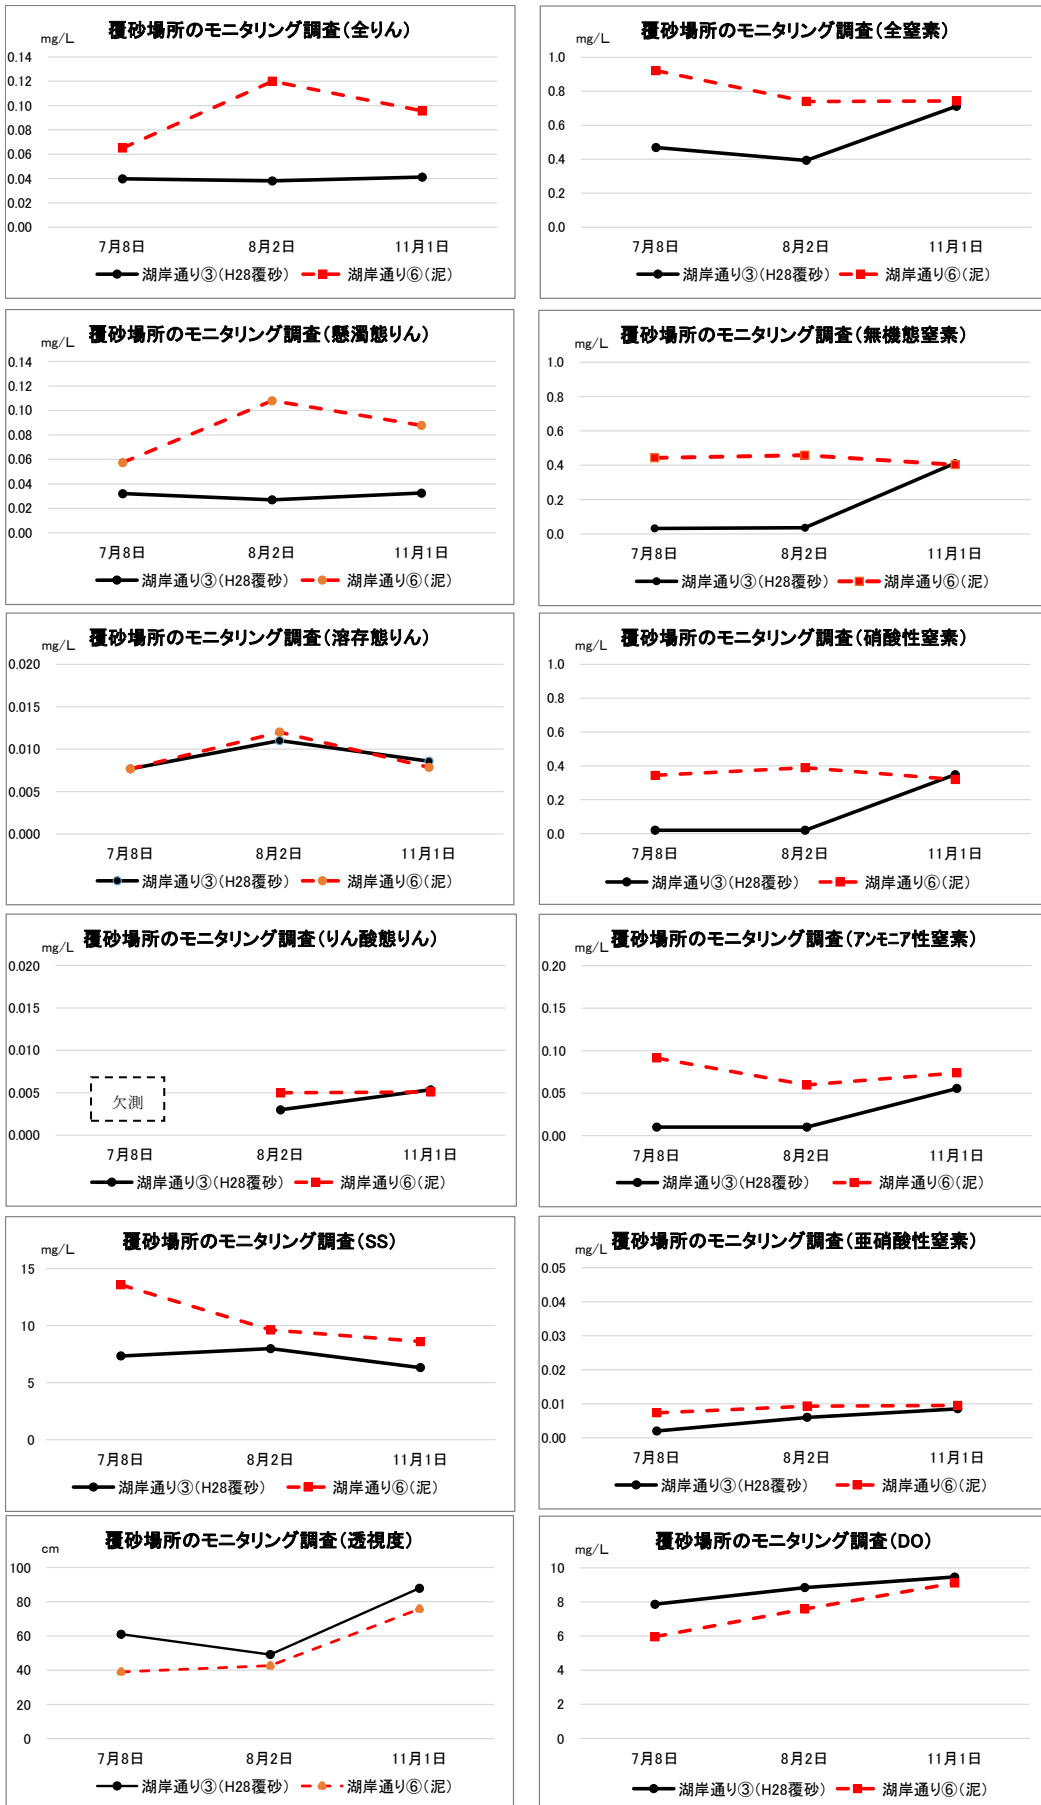 覆砂場所のモニタリング調査(全りん)
mg/L
0.14
0.12
0.10
0.08
0.06
0.04
0.02
0.00
7月8日 8月2日 11月1日
湖岸通り③(H28覆砂) 湖岸通り⑥(泥)
覆砂場所のモニタリング調査(全窒素)
mg/L
1.0
0.8
0.6
0.4
0.2
0.0
7月8日 8月2日 11月1日
湖岸通り③(H28覆砂) 湖岸通り⑥(泥)
覆砂場所のモニタリング調査(懸濁態りん)
mg/L
0.14
0.12
0.10
0.08
0.06
0.04
0.02
0.00
7月8日 8月2日 11月1日
湖岸通り③(H28覆砂) 湖岸通り⑥(泥)
覆砂場所のモニタリング調査(無機態窒素)
mg/L
1.0
0.8
0.6
0.4
0.2
0.0
7月8日 8月2日 11月1日
湖岸通り③(H28覆砂) 湖岸通り⑥(泥)
覆砂場所のモニタリング調査(溶存態りん)
mg/L
0.020
0.015
0.010
0.005
0.000
7月8日 8月2日 11月1日
湖岸通り③(H28覆砂) 湖岸通り⑥(泥)
覆砂場所のモニタリング調査(硝酸性窒素)
mg/L
1.0
0.8
0.6
0.4
0.2
0.0
7月8日 8月2日 11月1日
湖岸通り③(H28覆砂) 湖岸通り⑥(泥)
覆砂場所のモニタリング調査(りん酸態りん)
mg/L
0.020
0.015
0.010
0.005
0.000
欠測
7月8日 8月2日 11月1日
湖岸通り③(H28覆砂) 湖岸通り⑥(泥)
覆砂場所のモニタリング調査(アンモニア性窒素)
mg/L
0.20
0.15
0.10
0.05
0.00
7月8日 8月2日 11月1日
湖岸通り③(H28覆砂) 湖岸通り⑥(泥)
覆砂場所のモニタリング調査(SS)
mg/L
15
10
5
0
7月8日 8月2日 11月1日
湖岸通り③(H28覆砂) 湖岸通り⑥(泥)
覆砂場所のモニタリング調査(亜硝酸性窒素)
mg/L
0.05
0.04
0.03
0.02
0.01
0.00
7月8日 8月2日 11月1日
湖岸通り③(H28覆砂) 湖岸通り⑥(泥)
覆砂場所のモニタリング調査(透視度)
cm
100
80
60
40
20
0
7月8日 8月2日 11月1日
湖岸通り③(H28覆砂) 湖岸通り⑥(泥)
覆砂場所のモニタリング調査(DO)
mg/L
10
8
6
4
2
0
7月8日 8月2日 11月1日
湖岸通り③(H28覆砂) 湖岸通り⑥(泥)